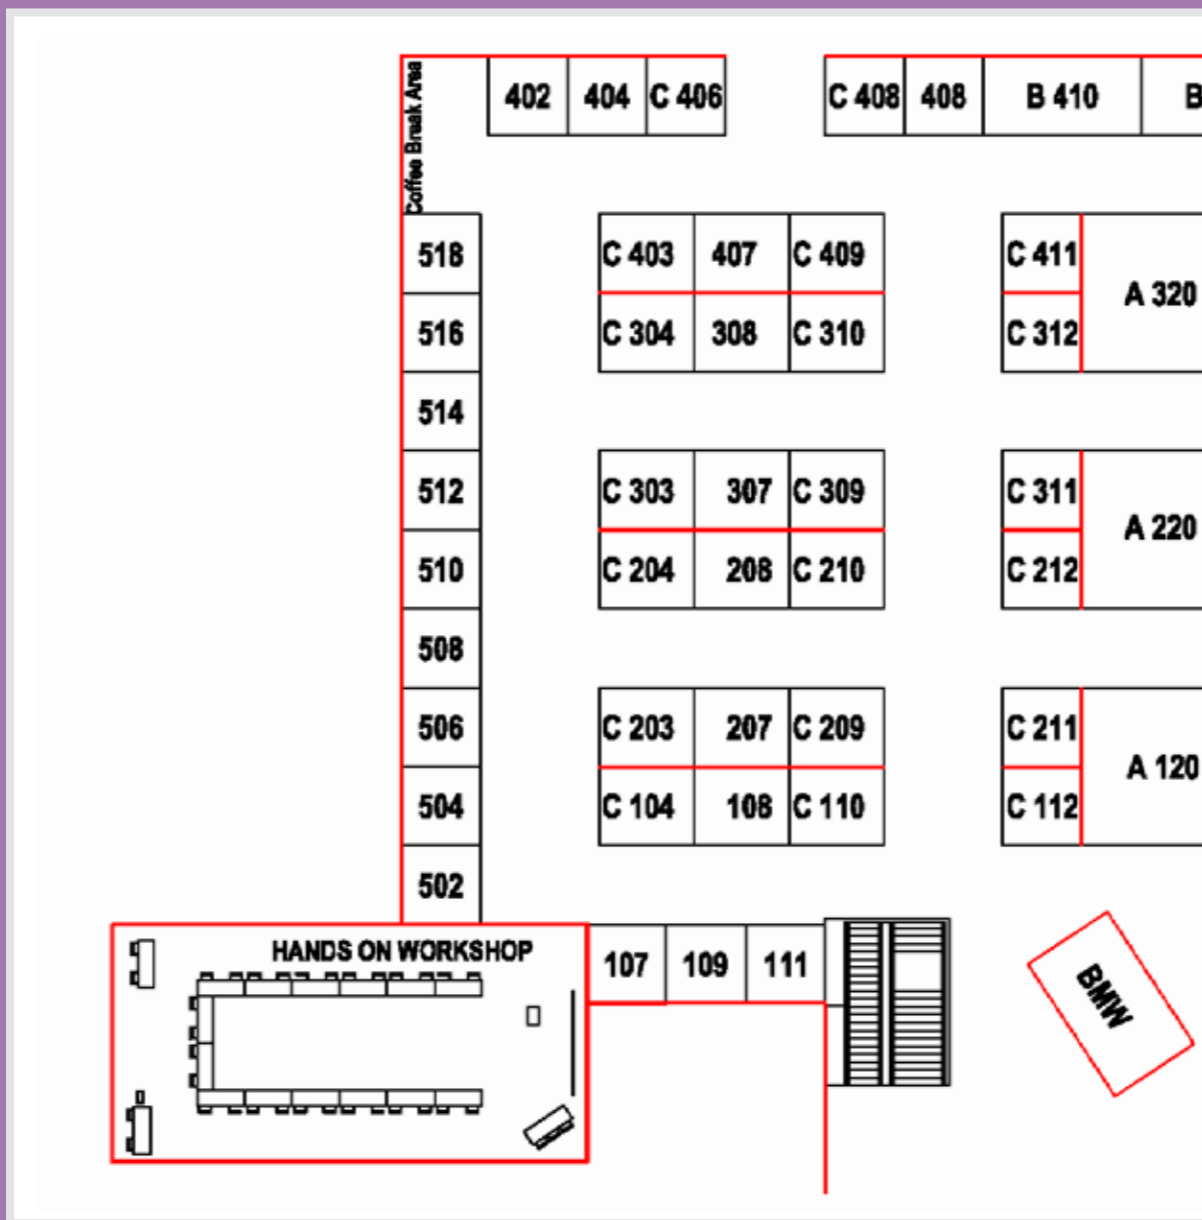 Coffee Break Area
402 404 C 406 C 408 408 B 410 B
518 C 403 407 C 409 C 411
A 320
516 C 304 308 C 310 C 312
514
512 C 303 307 C 309 C 311
A 220
510 C 204 208 C 210 C 212
508
506 C 203 207 C 209 C 211
A 120
504 C 104 108 C 110 C 112
502
HANDS ON WORKSHOP
107 109 111
BMW